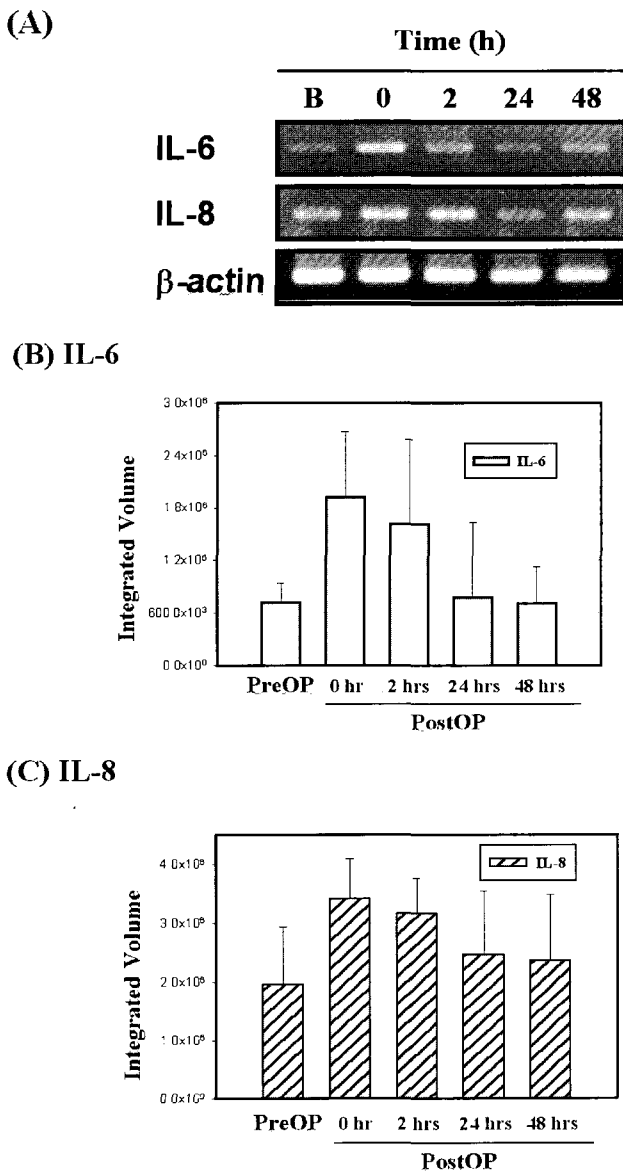 (A)
Time (h)
B 0 2 24 48
IL-6
IL-8
β-actin
(B) IL-6
Integrated Volume
3 0x10⁶
2 4x10⁶
1 8x10⁶
1 2x10⁶
600 0x10³
0 0x10⁰
IL-6
PreOP 0 hr 2 hrs 24 hrs 48 hrs
PostOP
(C) IL-8
Integrated Volume
4 0x10⁶
3 0x10⁶
2 0x10⁶
1 0x10⁶
0 0x10⁰
IL-8
PreOP 0 hr 2 hrs 24 hrs 48 hrs
PostOP